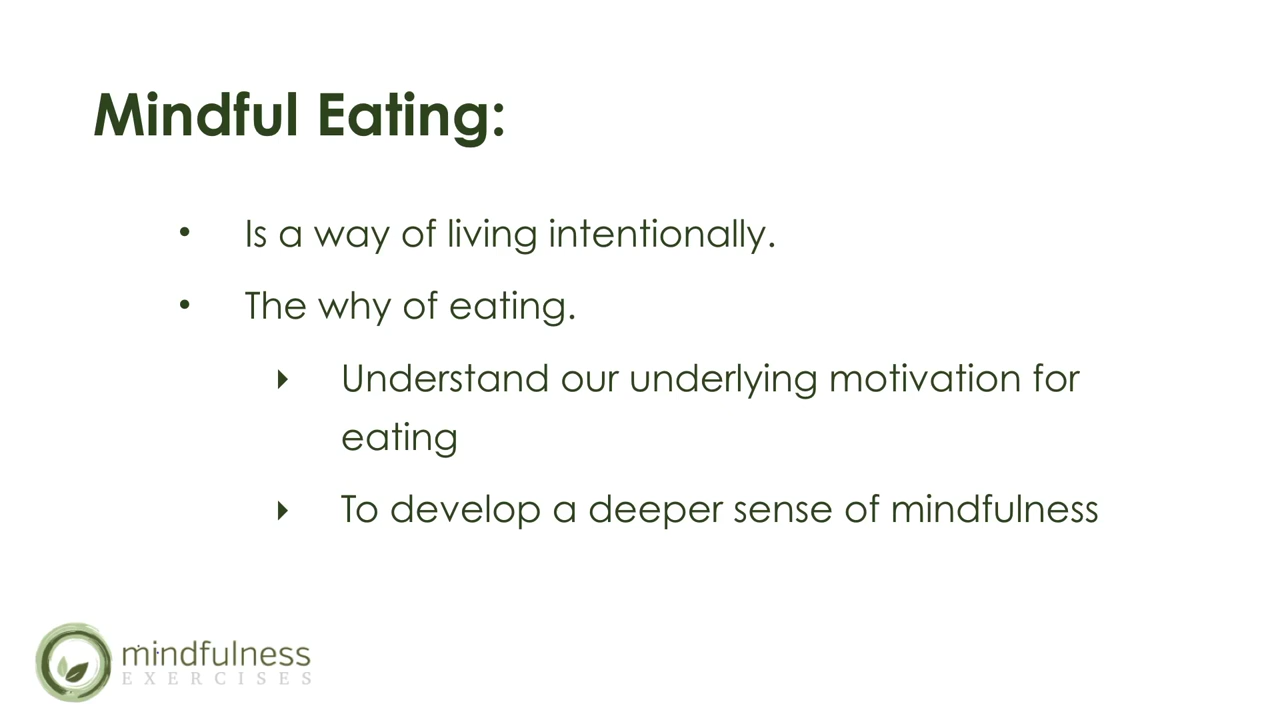 Mindful Eating:
• Is a way of living intentionally.
• The why of eating.
‣ Understand our underlying motivation for
eating
‣ To develop a deeper sense of mindfulness
mindfulness
EXERCISES